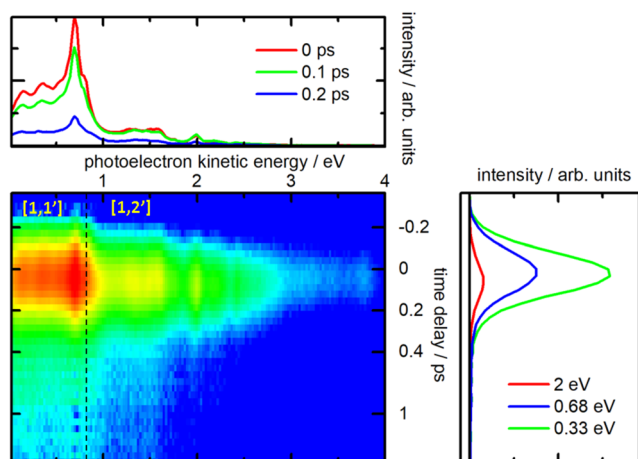 0 ps
0.1 ps
0.2 ps
intensity / arb. units
photoelectron kinetic energy / eV
1
2
3
4
[1,1']
[1,2']
-0.2
0
0.2
0.4
1
time delay / ps
intensity / arb. units
2 eV
0.68 eV
0.33 eV